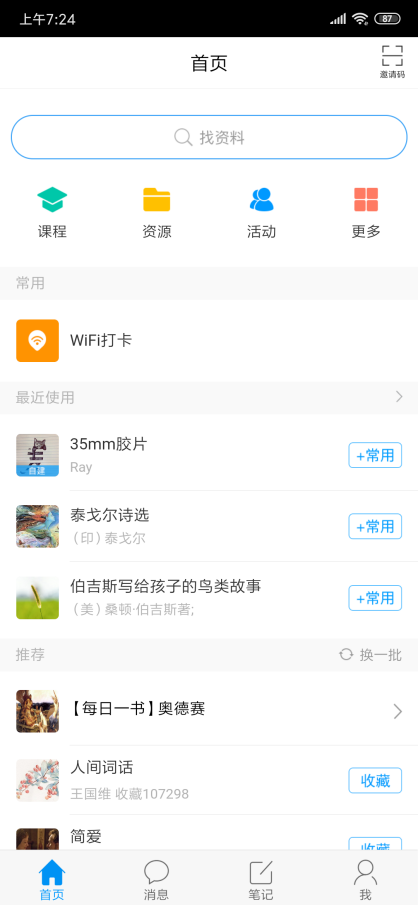 上午7:24
87
首页
邀请码
找资料
课程
资源
活动
更多
常用
WiFi打卡
最近使用
35mm胶片
Ray
自建
+常用
泰戈尔诗选
（印）泰戈尔
+常用
伯吉斯写给孩子的鸟类故事
（美）桑顿·伯吉斯著;
+常用
推荐
换一批
【每日一书】奥德赛
人间词话
王国维 收藏107298
收藏
简爱
收藏
首页
消息
笔记
我